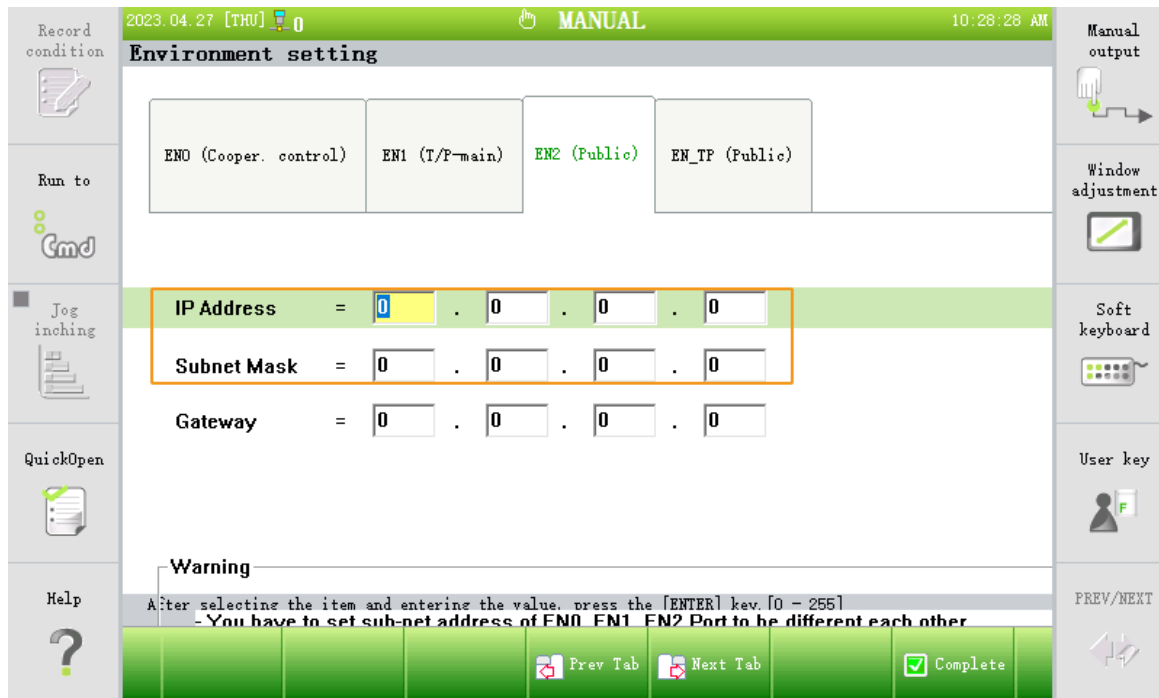 Record
condition
Run to
Cmd
Jog
inching
QuickOpen
Help
2023.04.27 [THU] 0 MANUAL 10:28:28 AM
Environment setting
EN0 (Cooper. control) EN1 (T/P-main) EN2 (Public) EN_TP (Public)
IP Address = 0 . 0 . 0 . 0
Subnet Mask = 0 . 0 . 0 . 0
Gateway = 0 . 0 . 0 . 0
Warning
After selecting the item and entering the value, press the [ENTER] key.[0 - 255]
- You have to set sub-net address of EN0, EN1, EN2 Port to be different each other
Prev Tab Next Tab Complete
Manual
output
Window
adjustment
Soft
keyboard
User key
F
PREV/NEXT